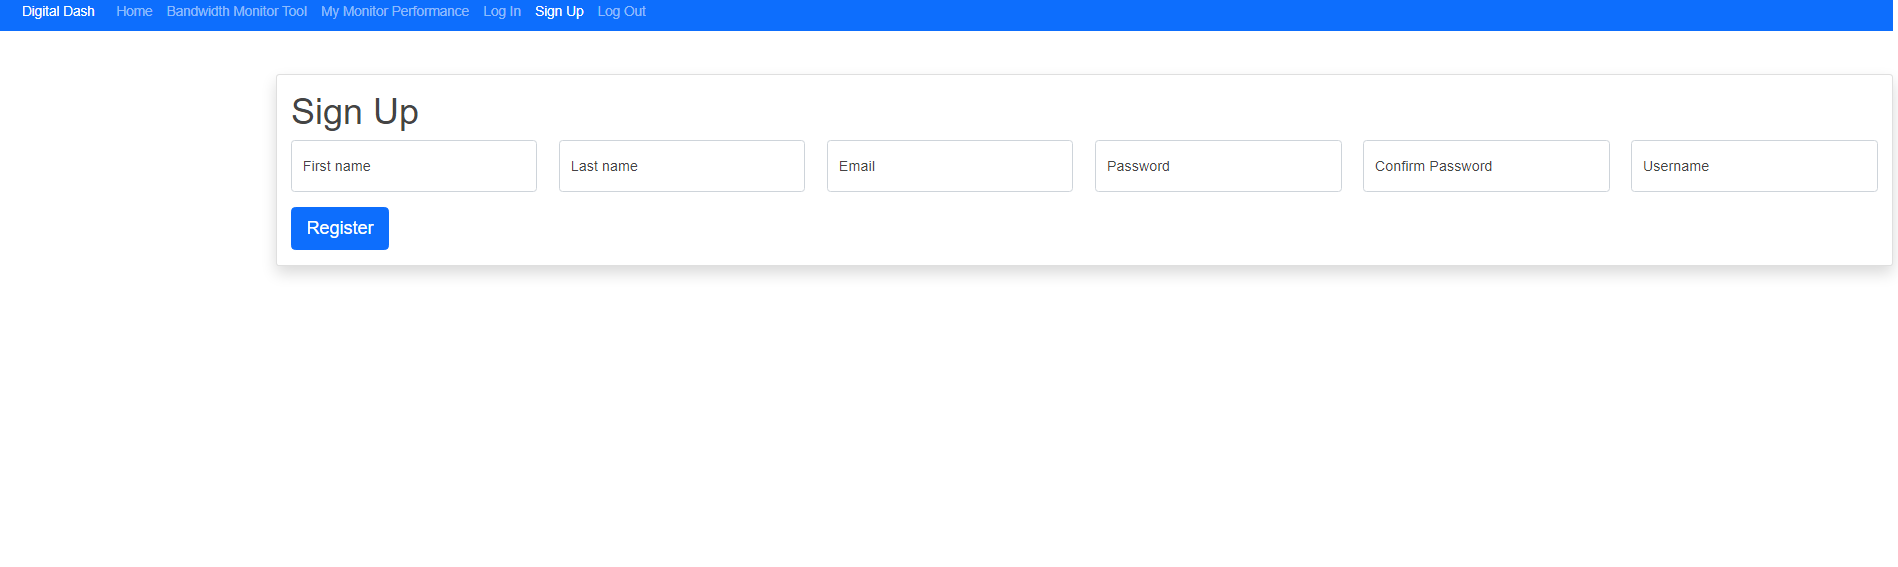 Digital Dash Home Bandwidth Monitor Tool My Monitor Performance Log In Sign Up Log Out
Sign Up
First name Last name Email Password Confirm Password Username
Register